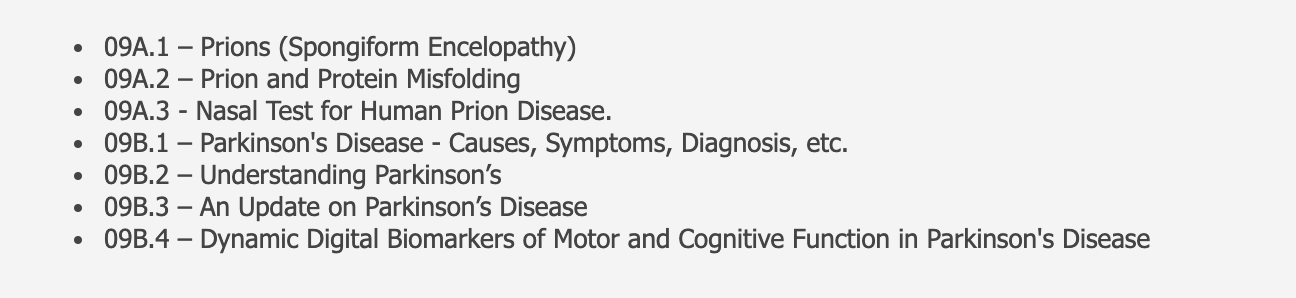 • 09A.1 – Prions (Spongiform Encelopathy)
• 09A.2 – Prion and Protein Misfolding
• 09A.3 - Nasal Test for Human Prion Disease.
• 09B.1 – Parkinson's Disease - Causes, Symptoms, Diagnosis, etc.
• 09B.2 – Understanding Parkinson’s
• 09B.3 – An Update on Parkinson’s Disease
• 09B.4 – Dynamic Digital Biomarkers of Motor and Cognitive Function in Parkinson's Disease